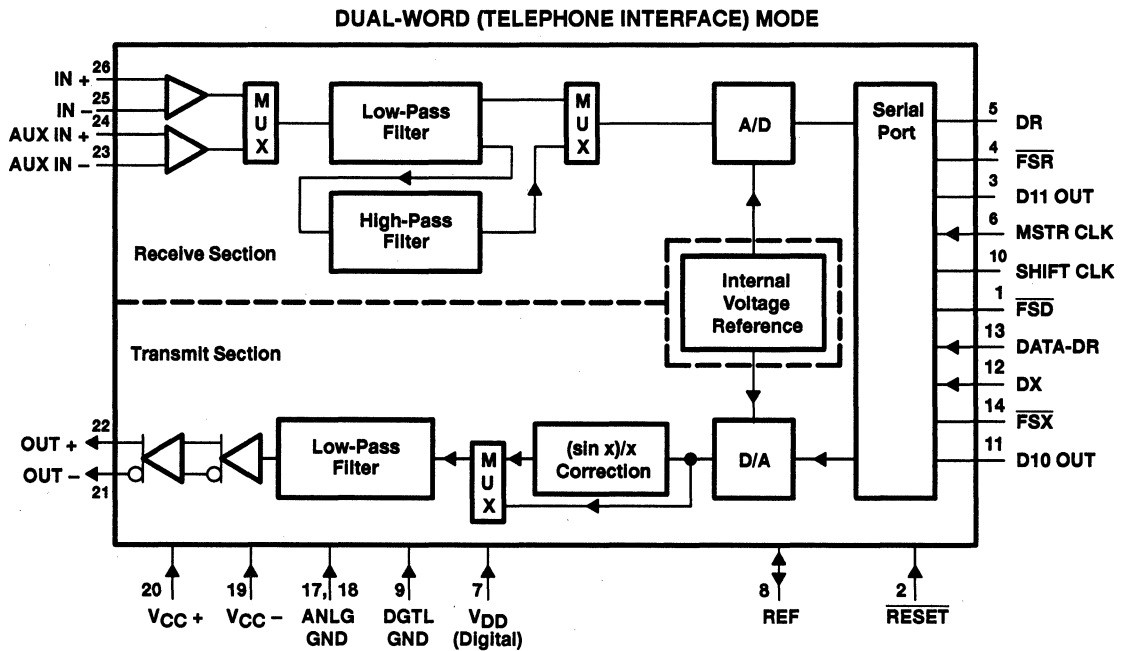 DUAL-WORD (TELEPHONE INTERFACE) MODE
IN + 26
IN − 25
AUX IN + 24
AUX IN − 23
M
U
X
Low-Pass
Filter
High-Pass
Filter
M
U
X
A/D
Serial
Port
5 DR
4 FSR
3 D11 OUT
6 MSTR CLK
10 SHIFT CLK
1 FSD
13 DATA-DR
12 DX
14 FSX
11 D10 OUT
Receive Section
Internal
Voltage
Reference
Transmit Section
OUT + 22
OUT − 21
Low-Pass
Filter
M
U
X
(sin x)/x
Correction
D/A
20
VCC +
19
VCC −
17, 18
ANLG
GND
9
DGTL
GND
7
VDD
(Digital)
8
REF
2
RESET